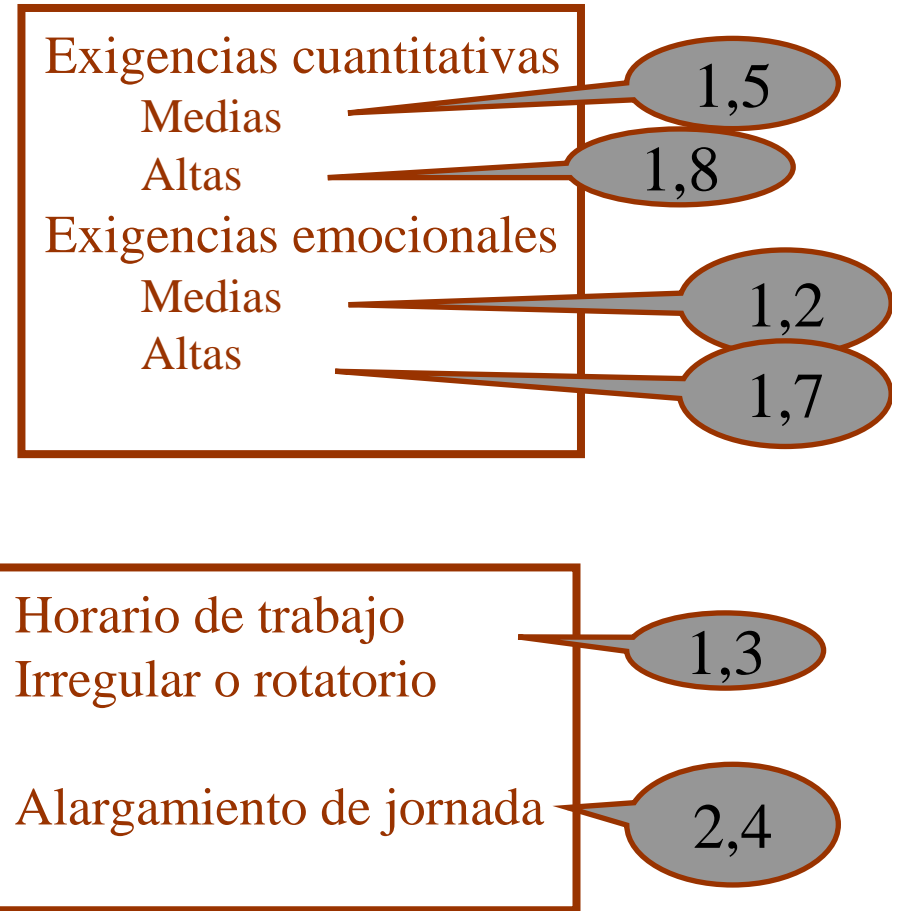 Exigencias cuantitativas
Medias 1,5
Altas 1,8
Exigencias emocionales
Medias 1,2
Altas 1,7
Horario de trabajo 1,3
Irregular o rotatorio
Alargamiento de jornada 2,4